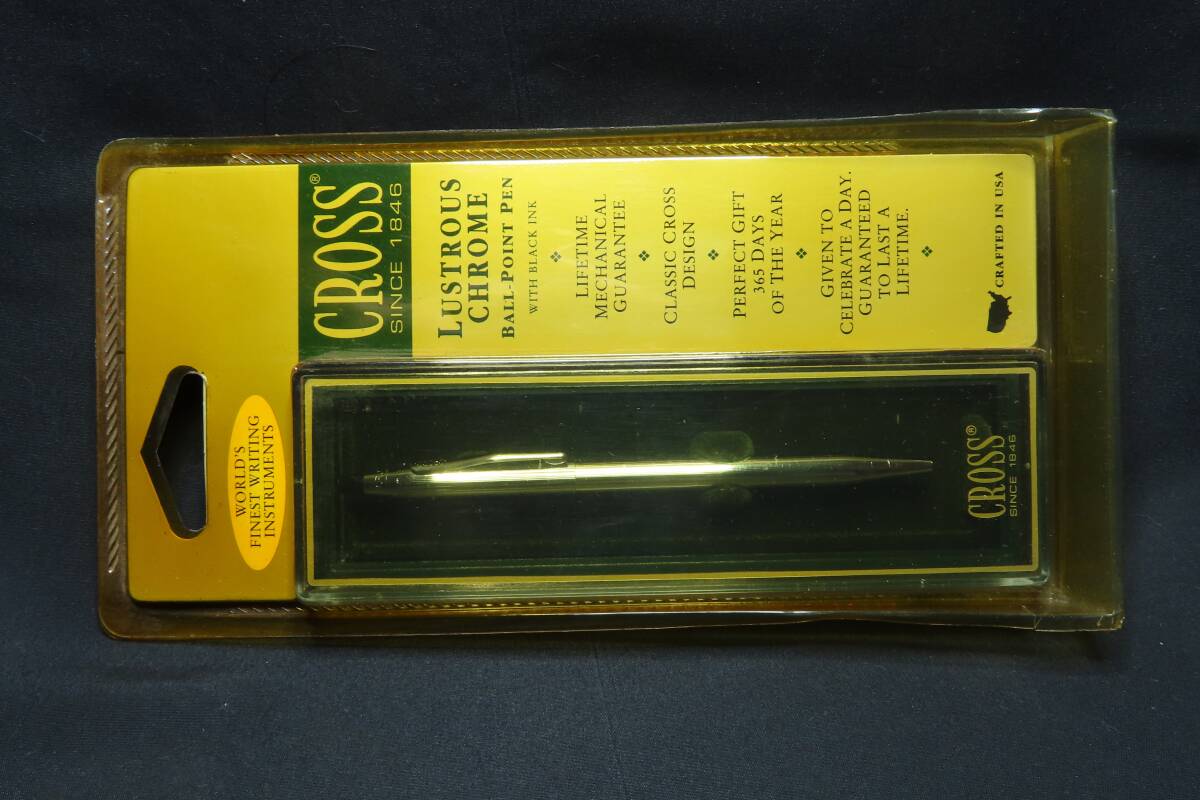 CROSS®
SINCE 1846
LUSTROUS
CHROME
BALL-POINT PEN
WITH BLACK INK
LIFETIME
MECHANICAL
GUARANTEE
CLASSIC CROSS
DESIGN
PERFECT GIFT
365 DAYS
OF THE YEAR
GIVEN TO
CELEBRATE A DAY.
GUARANTEED
TO LAST A
LIFETIME.
CRAFTED IN USA
WORLD'S
FINEST WRITING
INSTRUMENTS
CROSS®
SINCE 1846